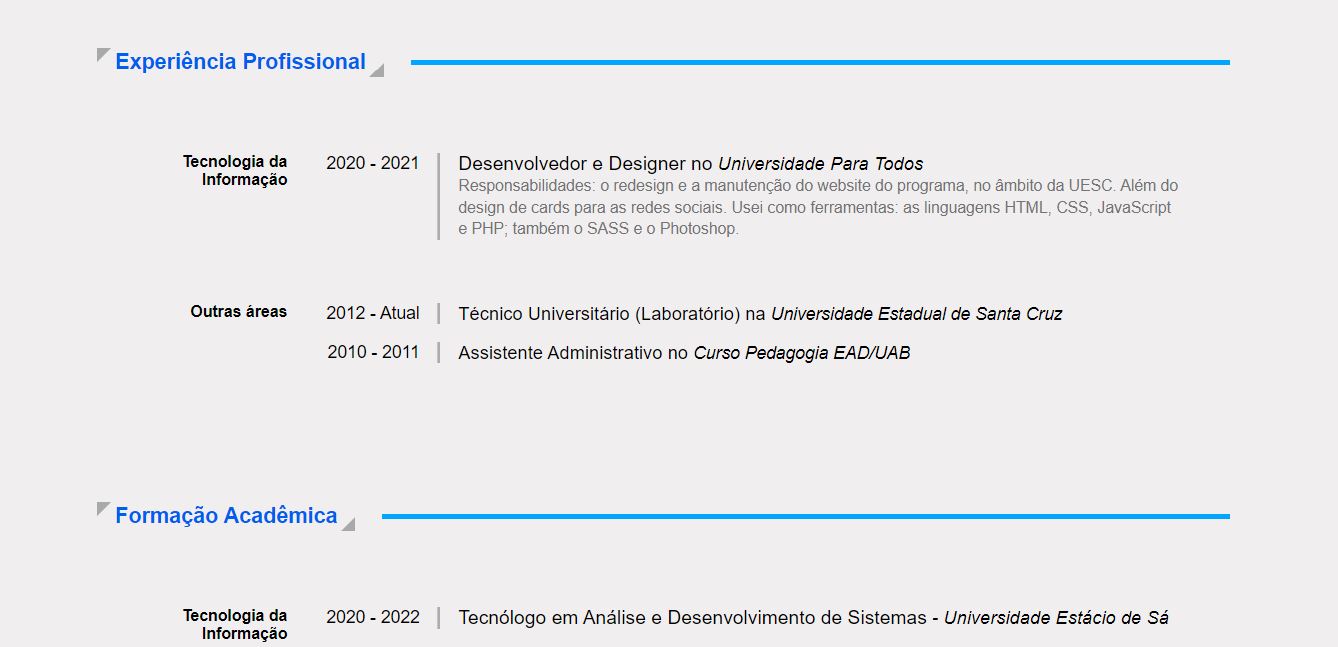 Experiência Profissional
Tecnologia da
Informação
2020 - 2021
Desenvolvedor e Designer no Universidade Para Todos
Responsabilidades: o redesign e a manutenção do website do programa, no âmbito da UESC. Além do
design de cards para as redes sociais. Usei como ferramentas: as linguagens HTML, CSS, JavaScript
e PHP; também o SASS e o Photoshop.
Outras áreas
2012 - Atual
Técnico Universitário (Laboratório) na Universidade Estadual de Santa Cruz
2010 - 2011
Assistente Administrativo no Curso Pedagogia EAD/UAB
Formação Acadêmica
Tecnologia da
Informação
2020 - 2022
Tecnólogo em Análise e Desenvolvimento de Sistemas - Universidade Estácio de Sá